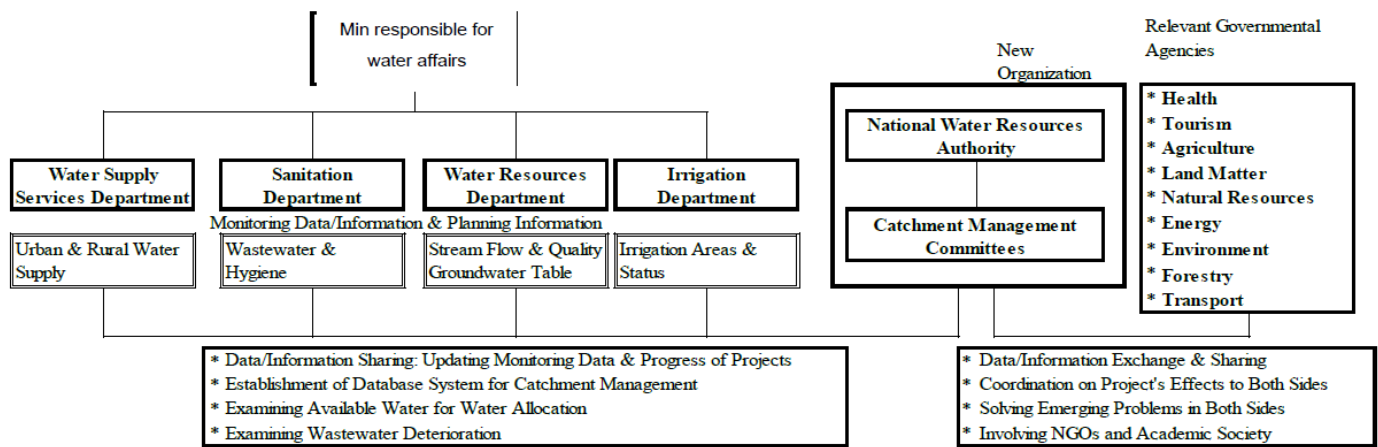 Min responsible for
water affairs
New
Organization
Relevant Governmental
Agencies
Water Supply
Services Department
Sanitation
Department
Water Resources
Department
Irrigation
Department
Monitoring Data/Information & Planning Information
Urban & Rural Water
Supply
Wastewater &
Hygiene
Stream Flow & Quality
Groundwater Table
Irrigation Areas &
Status
National Water Resources
Authority
Catchment Management
Committees
* Health
* Tourism
* Agriculture
* Land Matter
* Natural Resources
* Energy
* Environment
* Forestry
* Transport
* Data/Information Sharing: Updating Monitoring Data & Progress of Projects
* Establishment of Database System for Catchment Management
* Examining Available Water for Water Allocation
* Examining Wastewater Deterioration
* Data/Information Exchange & Sharing
* Coordination on Project's Effects to Both Sides
* Solving Emerging Problems in Both Sides
* Involving NGOs and Academic Society